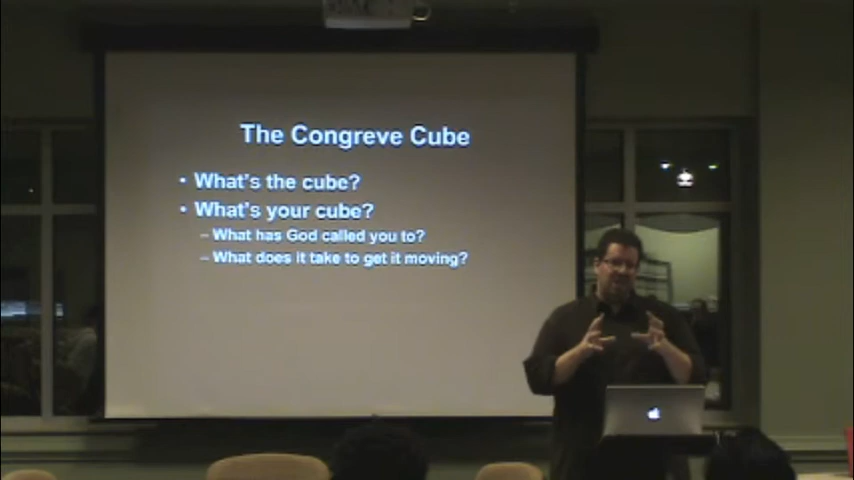 The Congreve Cube
• What's the cube?
• What's your cube?
– What has God called you to?
– What does it take to get it moving?